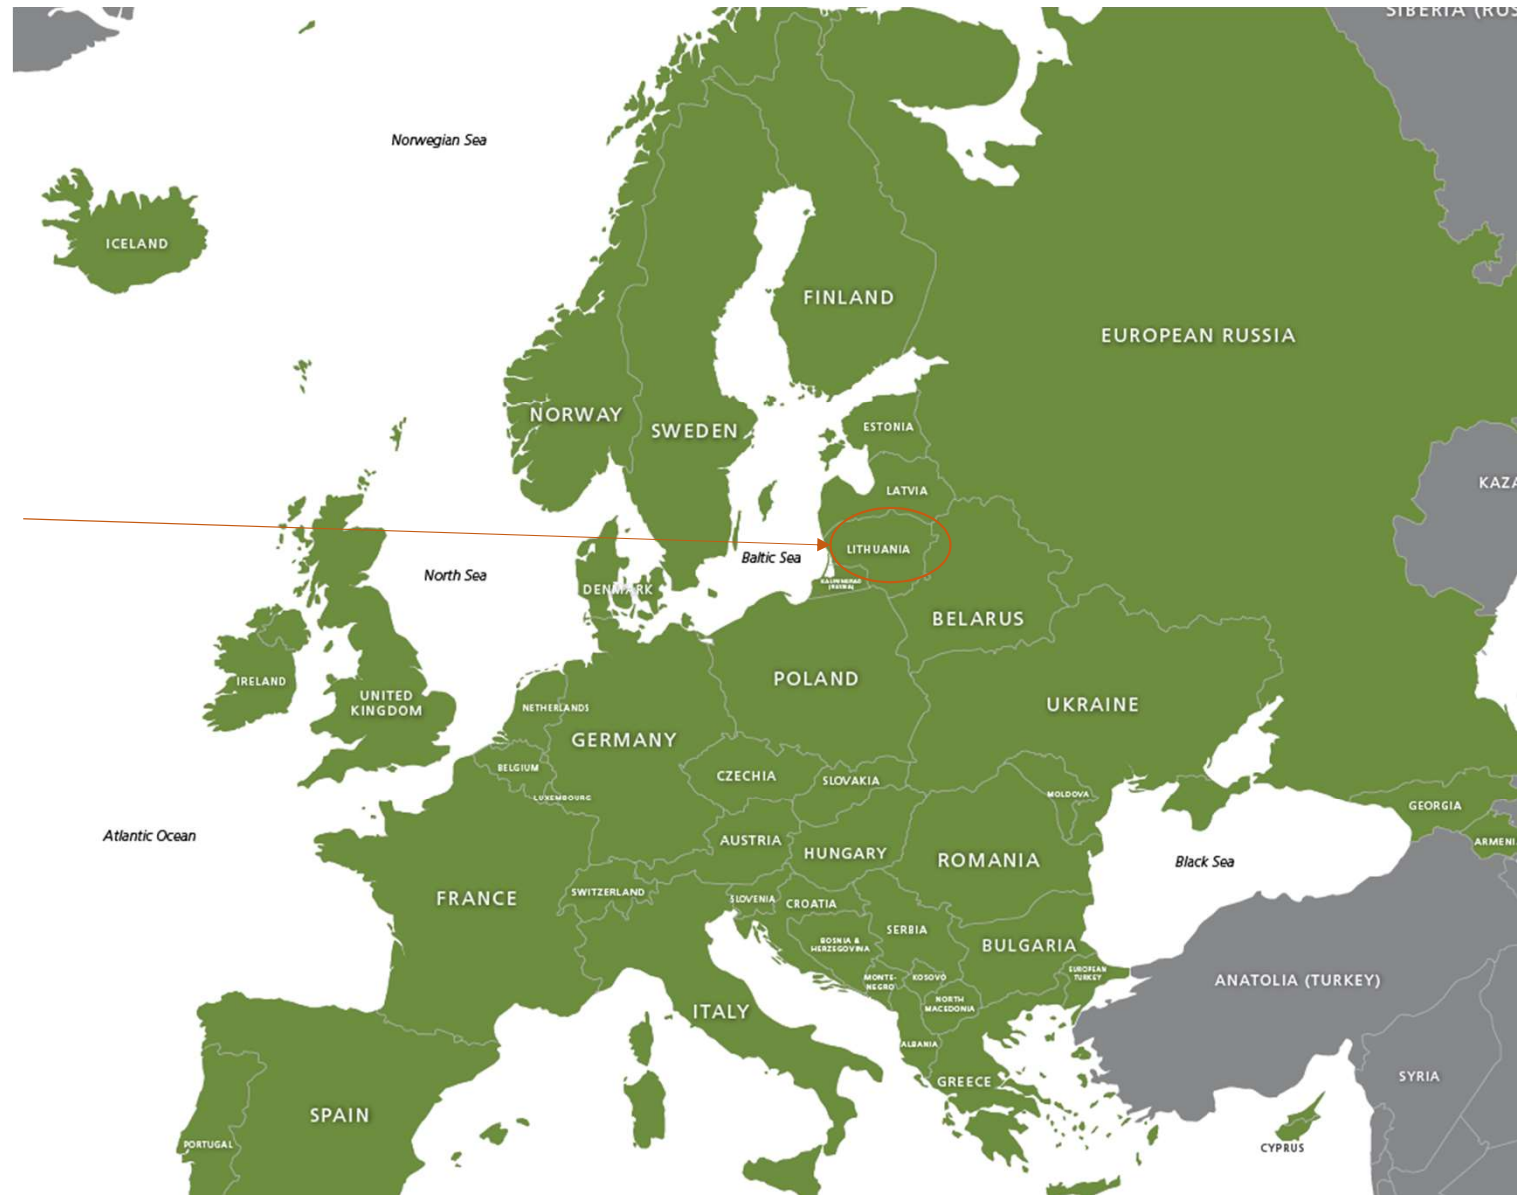 SIBERIA (RUS
Norwegian Sea
ICELAND
FINLAND
EUROPEAN RUSSIA
NORWAY
SWEDEN
ESTONIA
KAZA
LATVIA
LITHUANIA
Baltic Sea
North Sea
KALININGRAD
(RUSSIA)
DENMARK
BELARUS
IRELAND
POLAND
UNITED
KINGDOM
UKRAINE
NETHERLANDS
GERMANY
BELGIUM
CZECHIA
SLOVAKIA
LUXEMBOURG
MOLDOVA
GEORGIA
Atlantic Ocean
AUSTRIA
HUNGARY
ROMANIA
Black Sea
ARMENI
FRANCE
SWITZERLAND
SLOVENIA
CROATIA
SERBIA
BOSNIA &
HERZEGOVINA
BULGARIA
EUROPEAN
TURKEY
MONTE-
NEGRO
KOSOVO
ANATOLIA (TURKEY)
NORTH
MACEDONIA
ITALY
ALBANIA
GREECE
SYRIA
SPAIN
PORTUGAL
CYPRUS